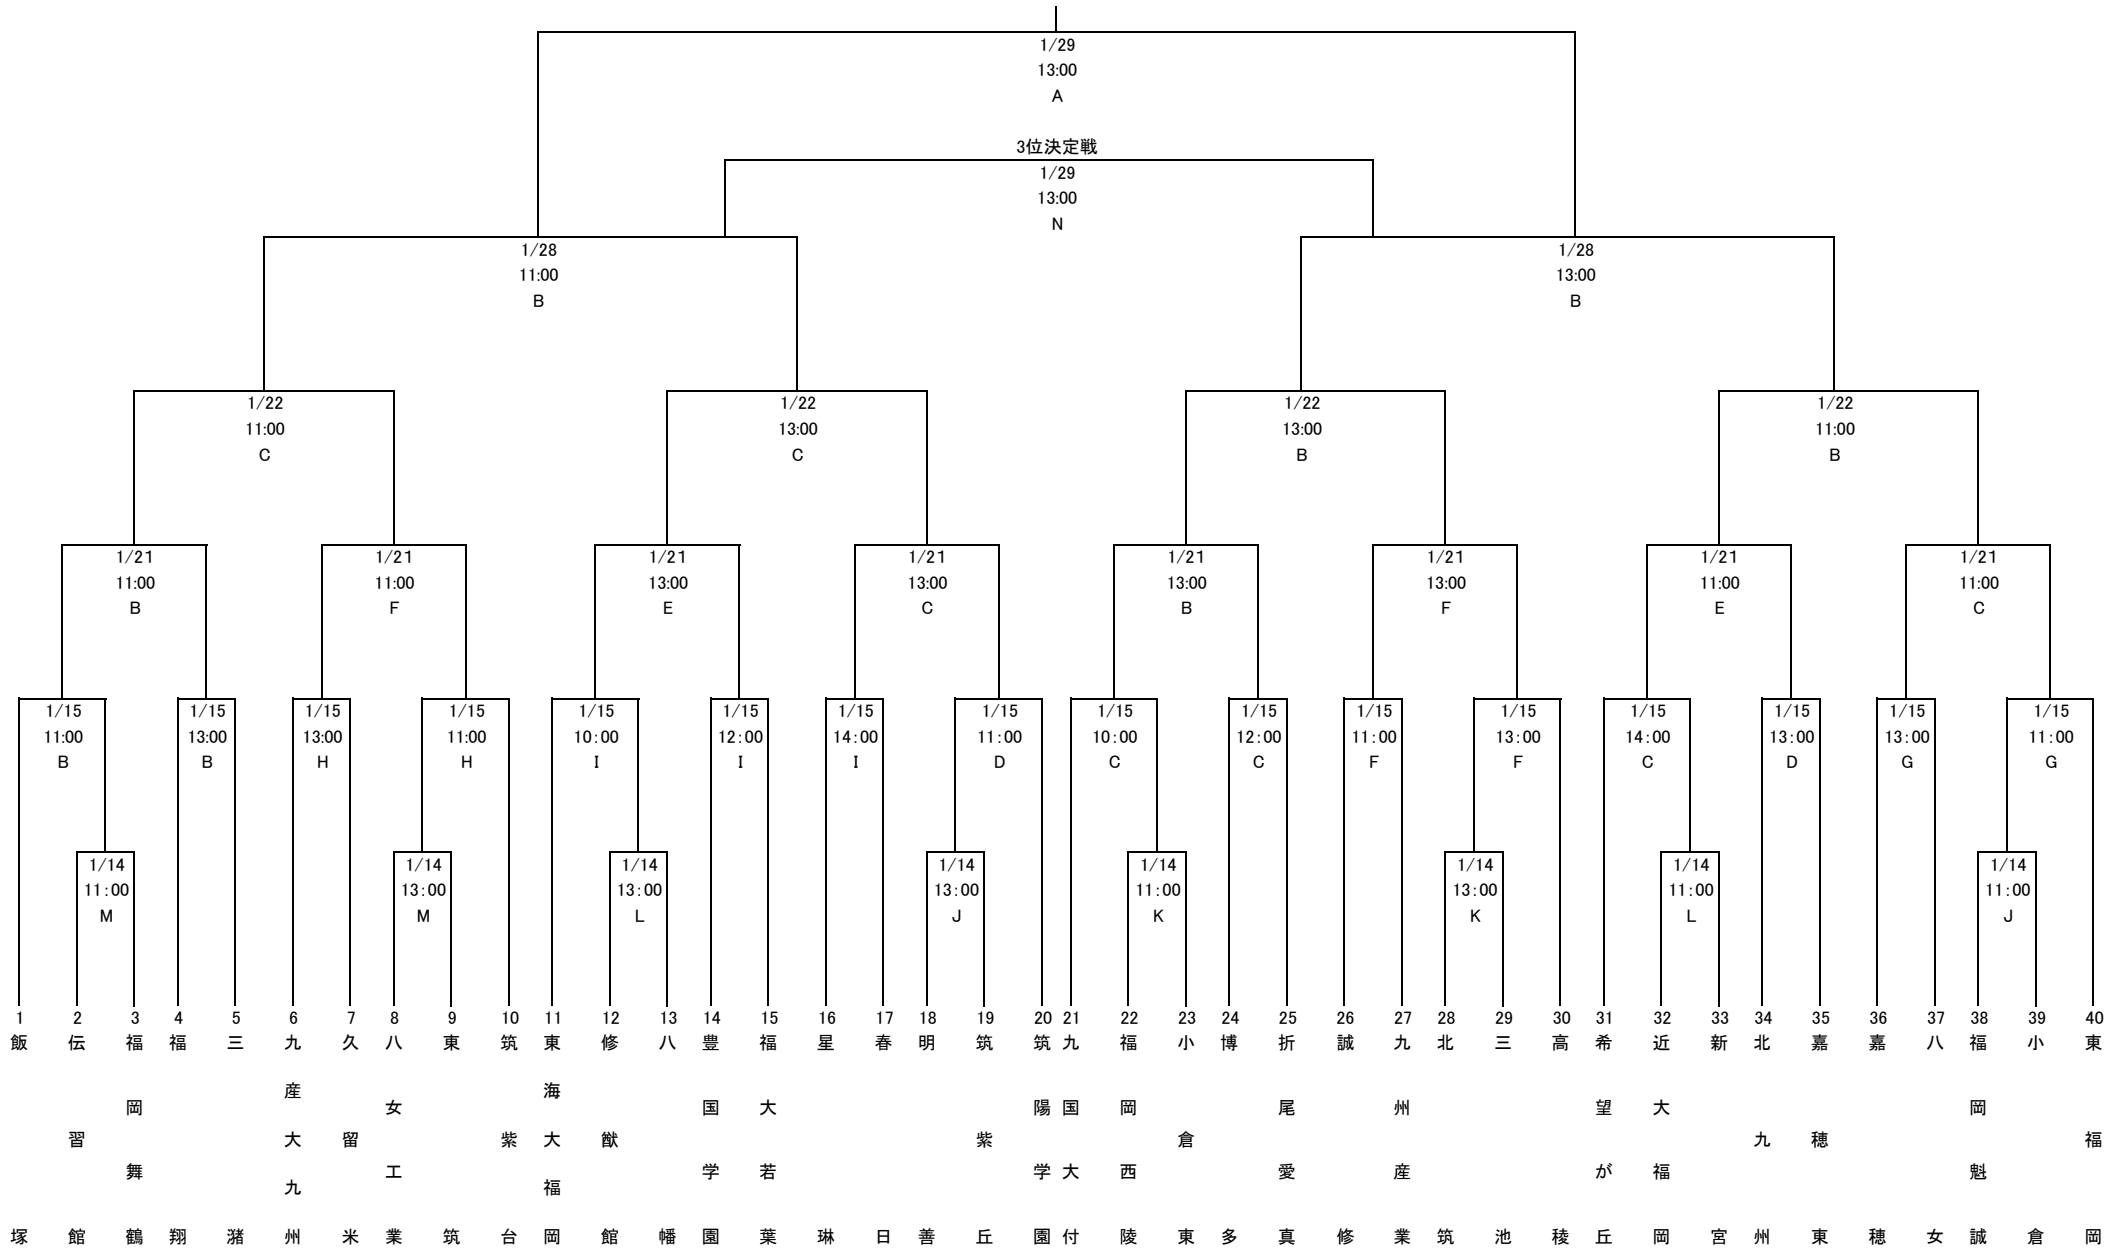 1/29
13:00
A
3位決定戦
1/29
13:00
N
1/28
11:00
B
1/28
13:00
B
1/22
11:00
C
1/22
13:00
C
1/22
13:00
B
1/22
11:00
B
1/21
11:00
B
1/21
11:00
F
1/21
13:00
E
1/21
13:00
C
1/21
13:00
B
1/21
13:00
F
1/21
11:00
E
1/21
11:00
C
1/15
11:00
B
1/15
13:00
B
1/15
13:00
H
1/15
11:00
H
1/15
10:00
I
1/15
12:00
I
1/15
14:00
I
1/15
11:00
D
1/15
10:00
C
1/15
12:00
C
1/15
11:00
F
1/15
13:00
F
1/15
14:00
C
1/15
13:00
D
1/15
13:00
G
1/15
11:00
G
1/14
11:00
M
1/14
13:00
M
1/14
13:00
L
1/14
13:00
J
1/14
11:00
K
1/14
13:00
K
1/14
11:00
L
1/14
11:00
J
1
飯塚
2
伝習館
3
福岡舞鶴
4
福翔
5
三潴
6
九産大九州
7
久留米
8
八女工業
9
東筑
10
筑紫台
11
東海大福岡
12
修猷館
13
八幡
14
豊国学園
15
福大若葉
16
星琳
17
春日
18
明善
19
筑紫丘
20
筑陽学園
21
九国大付
22
福岡西陵
23
小倉東
24
博多
25
折尾愛真
26
誠修
27
九州産業
28
北筑
29
三池
30
高稜
31
希望が丘
32
近大福岡
33
新宮
34
北九州
35
嘉穂東
36
嘉穂
37
八女
38
福岡魁誠
39
小倉
40
東福岡